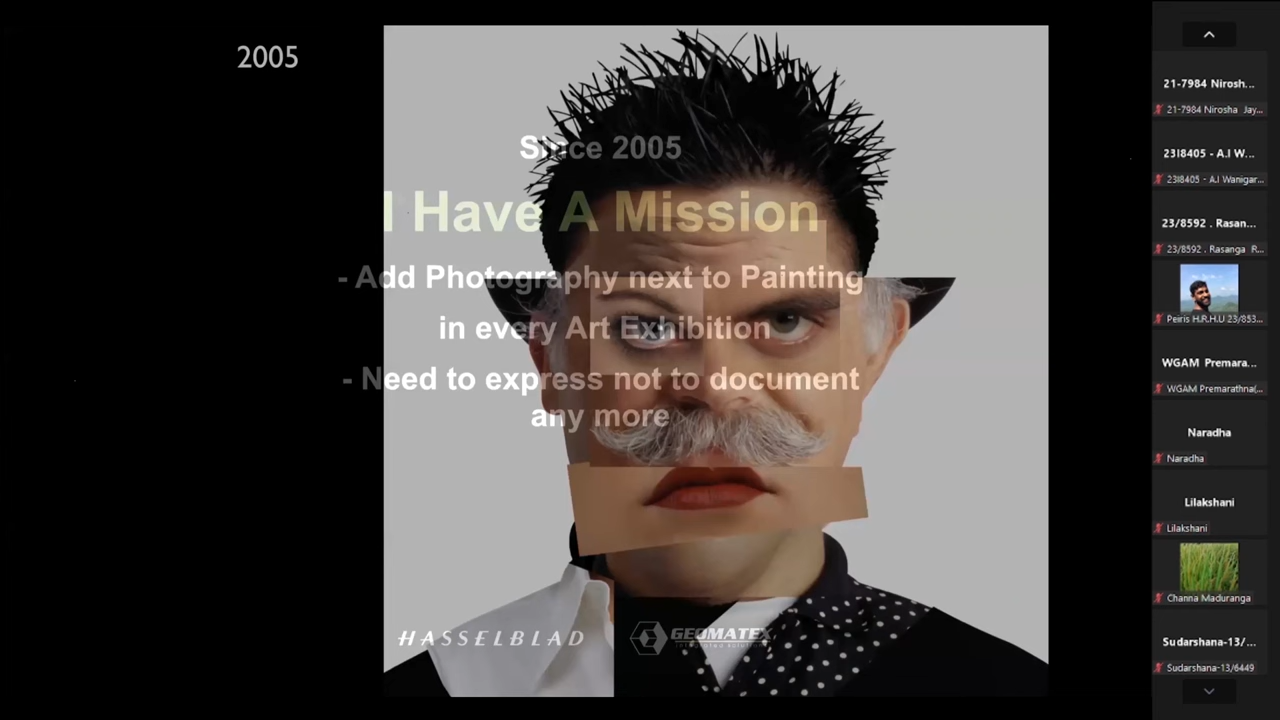 2005
Since 2005
I Have A Mission
- Add Photography next to Painting
in every Art Exhibition
- Need to express not to document
any more
HASSELBLAD
GEOMATEX
integrated solutions
21-7984 Nirosh...
21-7984 Nirosha Jay...
23I8405 - A.I W...
23I8405 - A.I Wanigar...
23/8592 . Rasan...
23/8592 . Rasanga R...
Peiris H.R.H.U 23/853...
WGAM Premara...
WGAM Premarathna(...
Naradha
Naradha
Lilakshani
Lilakshani
Channa Maduranga
Sudarshana-13/...
Sudarshana-13/6449